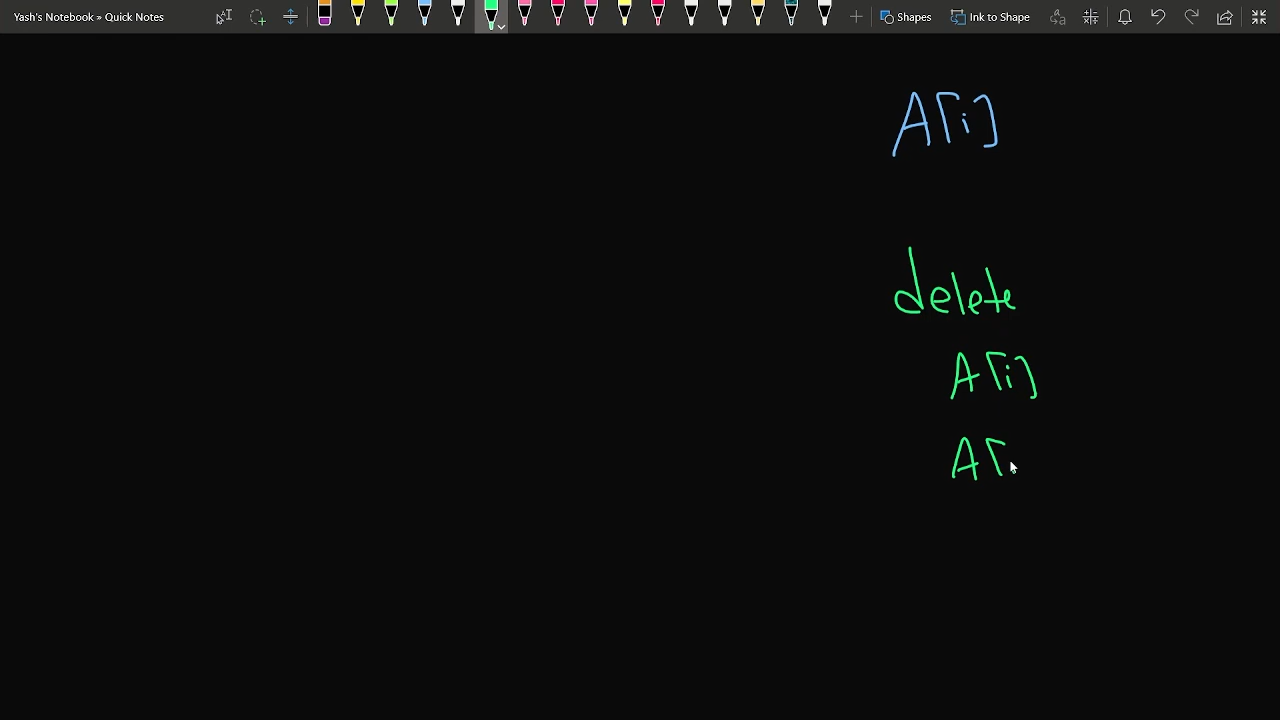 Yash's Notebook » Quick Notes
Shapes
Ink to Shape
A[i]
delete
A[i]
A[